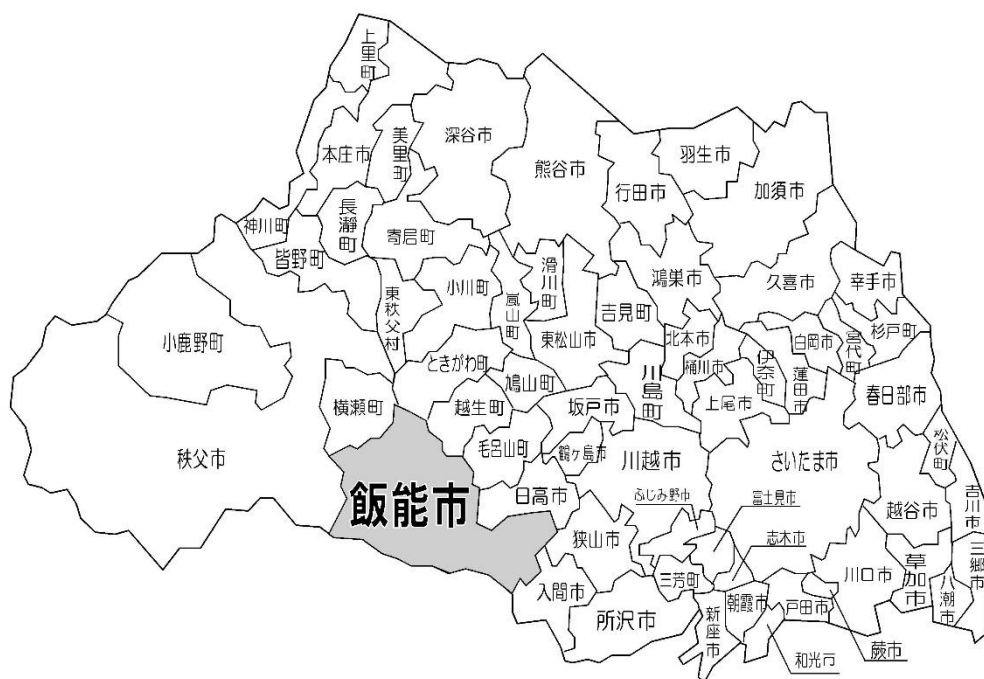 上里町
本庄市
美里町
深谷市
熊谷市
行田市
羽生市
加須市
神川町
長瀞町
皆野町
寄居町
小川町
嵐山町
滑川町
東松山市
吉見町
鴻巣市
久喜市
幸手市
東秩父村
小鹿野町
ときがわ町
鳩山町
川島町
北本市
桶川市
伊奈町
白岡市
宮代町
杉戸町
蓮田市
上尾市
春日部市
横瀬町
越生町
坂戸市
秩父市
毛呂山町
鶴ヶ島市
川越市
さいたま市
松伏町
飯能市
日高市
ふじみ野市
富士見市
越谷市
吉川市
狭山市
志木市
三郷市
入間市
三芳町
川口市
草加市
八潮市
所沢市
新座市
朝霞市
戸田市
和光市
蕨市